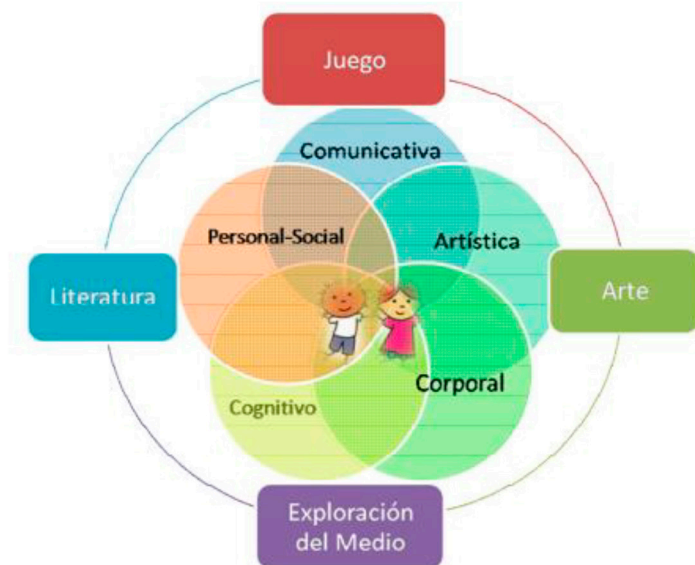 Juego
Comunicativa
Personal-Social
Artística
Literatura
Arte
Corporal
Cognitivo
Exploración
del Medio